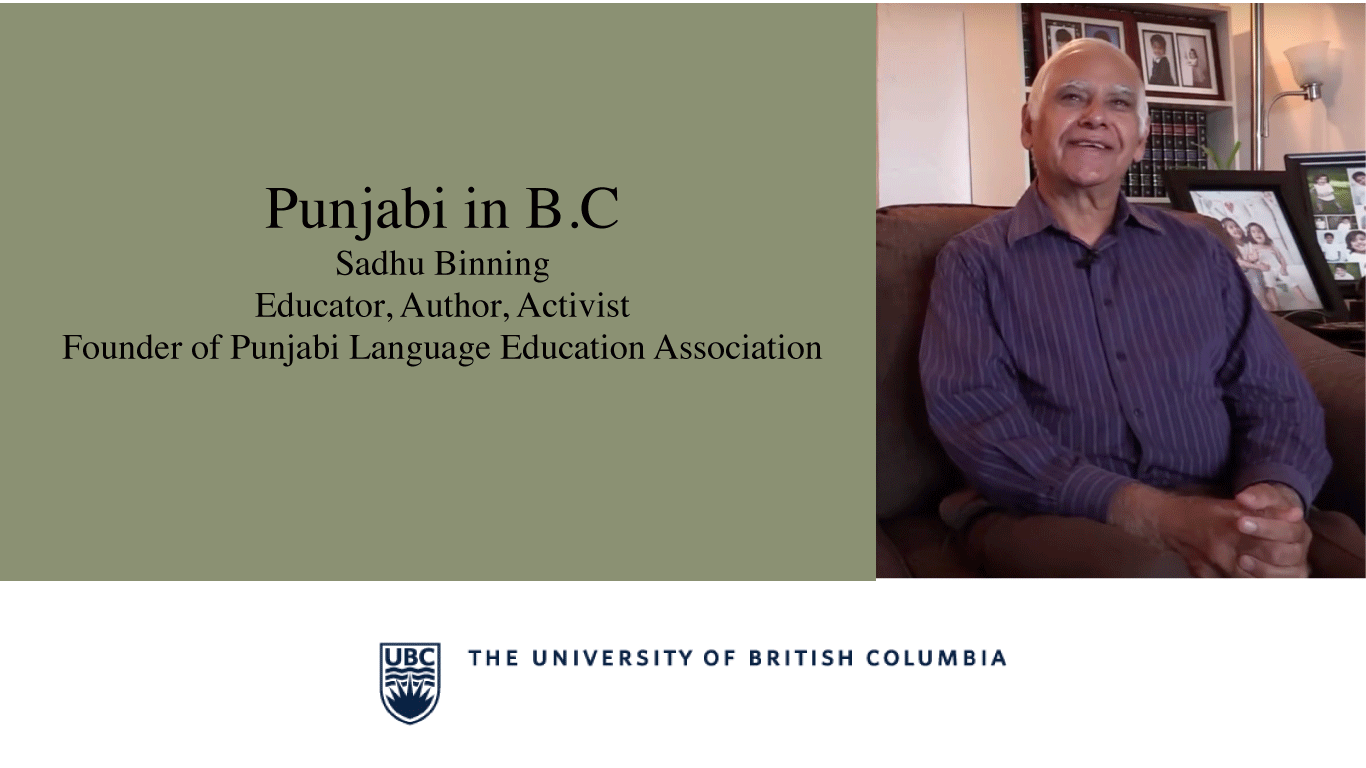 Punjabi in B.C
Sadhu Binning
Educator, Author, Activist
Founder of Punjabi Language Education Association
UBC
THE UNIVERSITY OF BRITISH COLUMBIA